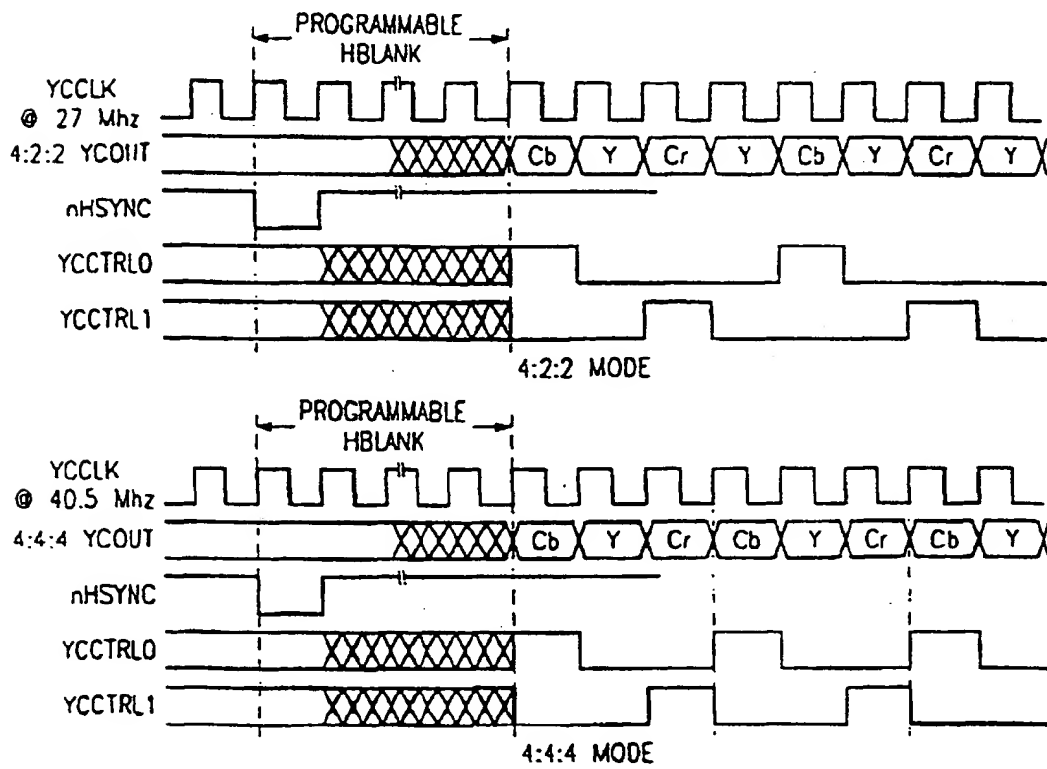 PROGRAMMABLE
HBLANK
YCCLK
@ 27 Mhz
4:2:2 YCOUT Cb Y Cr Y Cb Y Cr Y
nHSYNC
YCCTRL0
YCCTRL1
4:2:2 MODE
PROGRAMMABLE
HBLANK
YCCLK
@ 40.5 Mhz
4:4:4 YCOUT Cb Y Cr Cb Y Cr Cb Y
nHSYNC
YCCTRL0
YCCTRL1
4:4:4 MODE